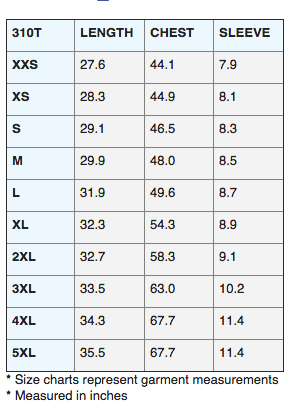 310T LENGTH CHEST SLEEVE
XXS 27.6 44.1 7.9
XS 28.3 44.9 8.1
S 29.1 46.5 8.3
M 29.9 48.0 8.5
L 31.9 49.6 8.7
XL 32.3 54.3 8.9
2XL 32.7 58.3 9.1
3XL 33.5 63.0 10.2
4XL 34.3 67.7 11.4
5XL 35.5 67.7 11.4
* Size charts represent garment measurements
* Measured in inches